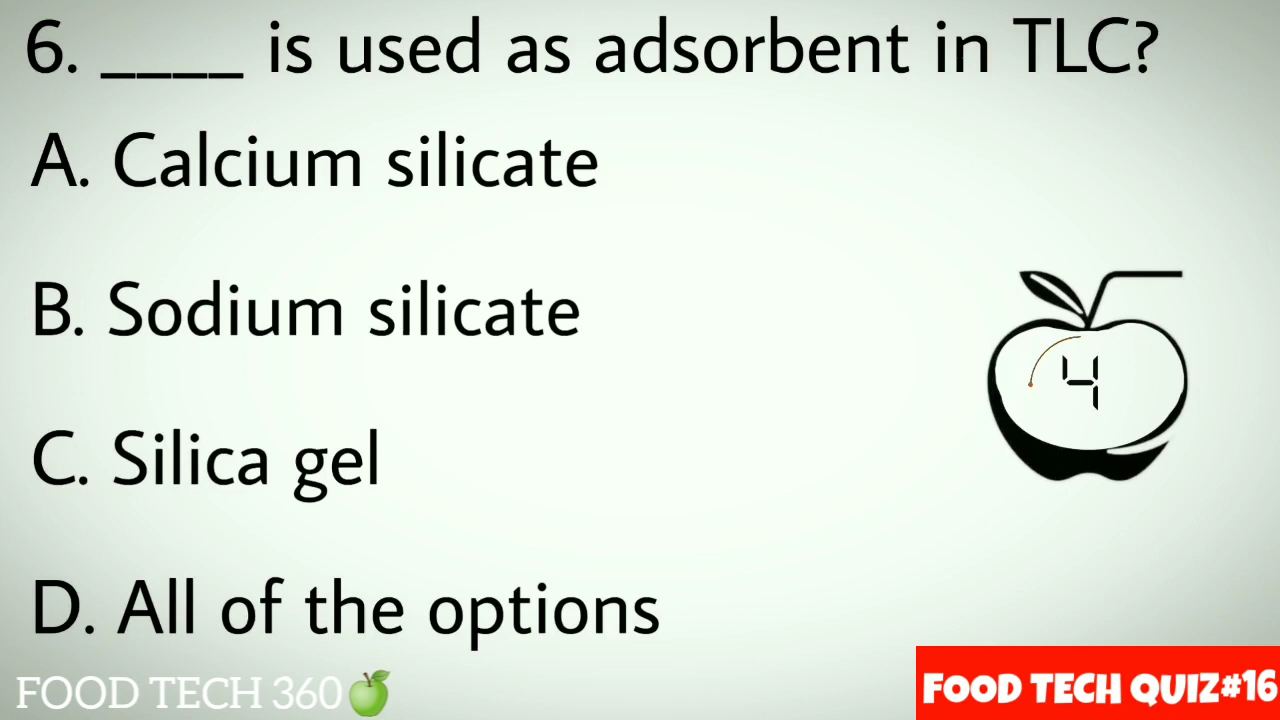 6. ____ is used as adsorbent in TLC?
A. Calcium silicate
B. Sodium silicate
4
C. Silica gel
D. All of the options
FOOD TECH 360
FOOD TECH QUIZ#16